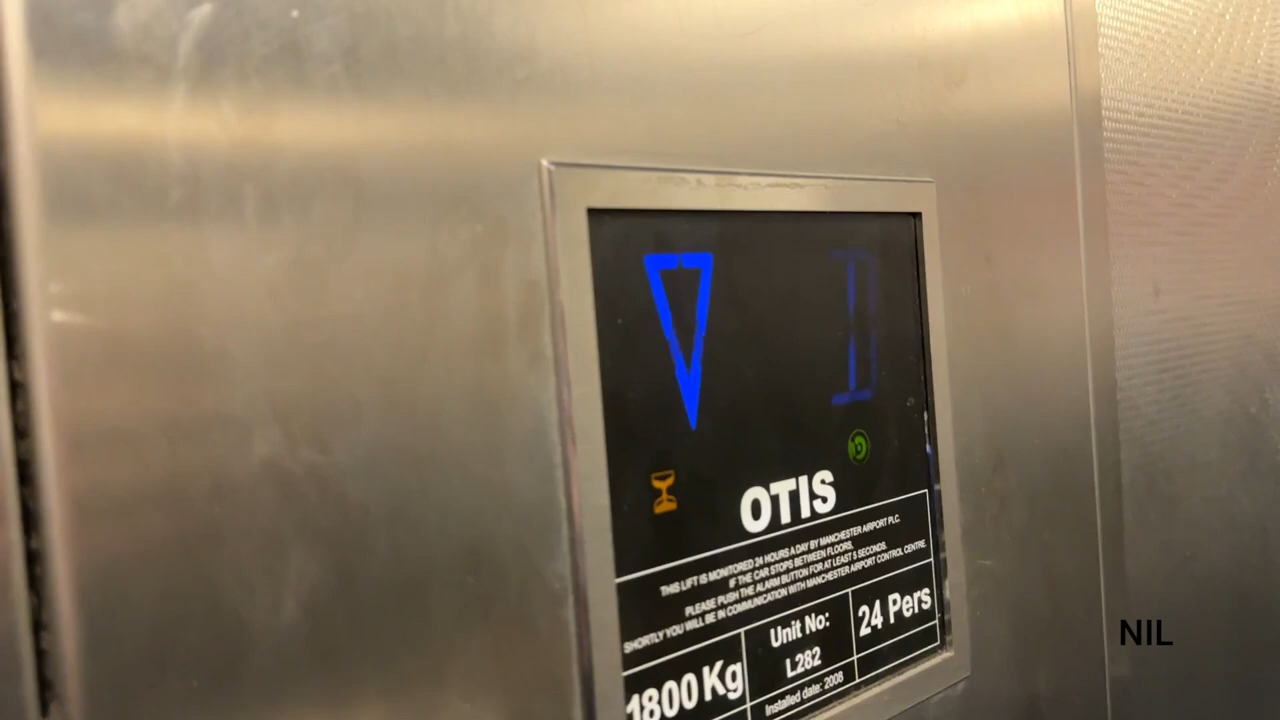 D
OTIS
THIS LIFT IS MONITORED 24 HOURS A DAY BY MANCHESTER AIRPORT PLC.
IF THE CAR STOPS BETWEEN FLOORS,
PLEASE PUSH THE ALARM BUTTON FOR AT LEAST 5 SECONDS.
SHORTLY YOU WILL BE IN COMMUNICATION WITH MANCHESTER AIRPORT CONTROL CENTRE.
1800 Kg
Unit No:
L282
Installed date: 2008
24 Pers
NIL